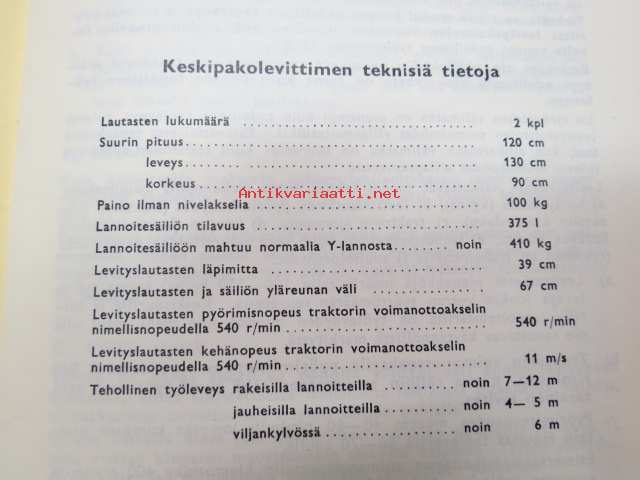 Keskipakolevittimen teknisiä tietoja
Lautasten lukumäärä ................................ 2 kpl
Suurin pituus................................ 120 cm
leveys................................ 130 cm
korkeus................................ 90 cm
Antikvariaatti.net
Paino ilman nivelakselia ................................ 100 kg
Lannoitesäiliön tilavuus ................................ 375 l
Lannoitesäiliöön mahtuu normaalia Y-lannosta........ noin 410 kg
Levityslautasten läpimitta ................................ 39 cm
Levityslautasten ja säiliön yläreunan väli ................ 67 cm
Levityslautasten pyörimisnopeus traktorin voimanottoakselin
nimellisnopeudella 540 r/min ................................ 540 r/min
Levityslautasten kehänopeus traktorin voimanottoakselin
nimellisnopeudella 540 r/min ................................ 11 m/s
Tehollinen työleveys rakeisilla lannoitteilla ............ noin 7—12 m
jauheisilla lannoitteilla ............ noin 4— 5 m
viljankylvössä .................... noin 6 m